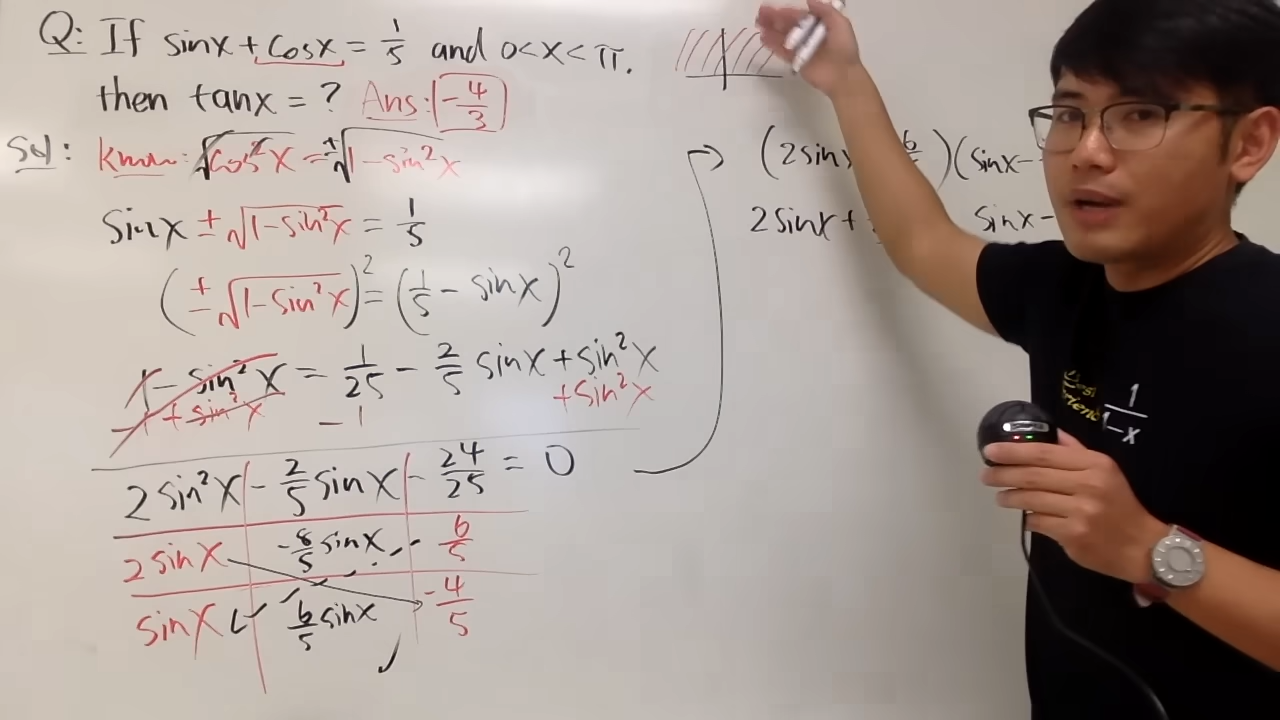 Q: If sinx + cosx = 1/5 and 0 < x < π.
then tanx = ? Ans: -4/3
Sol: Know: √cos²x = ±√1-sin²x
sinx ± √1-sin²x = 1/5
(±√1-sin²x)² = (1/5 - sinx)²
1 - sin²x = 1/25 - 2/5 sinx + sin²x
-1 + sin²x -1 +sin²x
2sin²x - 2/5 sinx - 24/25 = 0
2sinx -8/5 sinx 6/5
sinx 6/5 sinx -4/5
(2sinx 6 )(sinx-
2sinx + sinx-
1/1-x